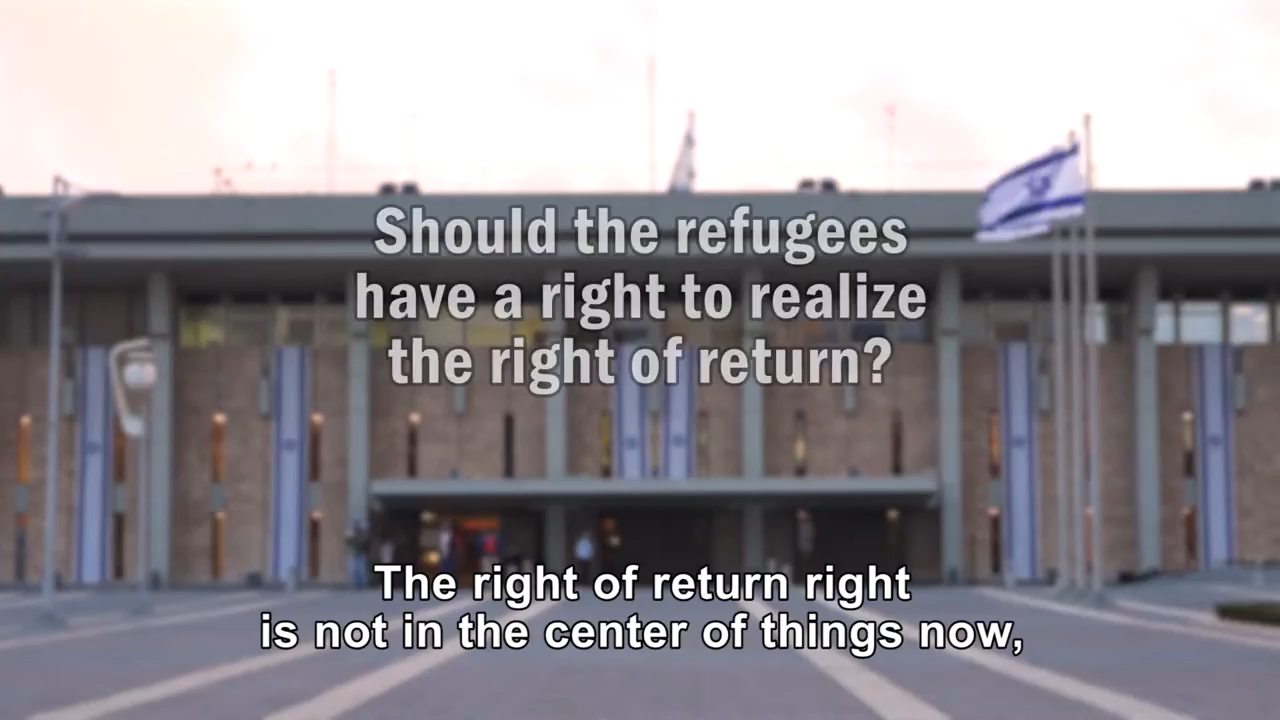 Should the refugees
have a right to realize
the right of return?
The right of return right
is not in the center of things now,